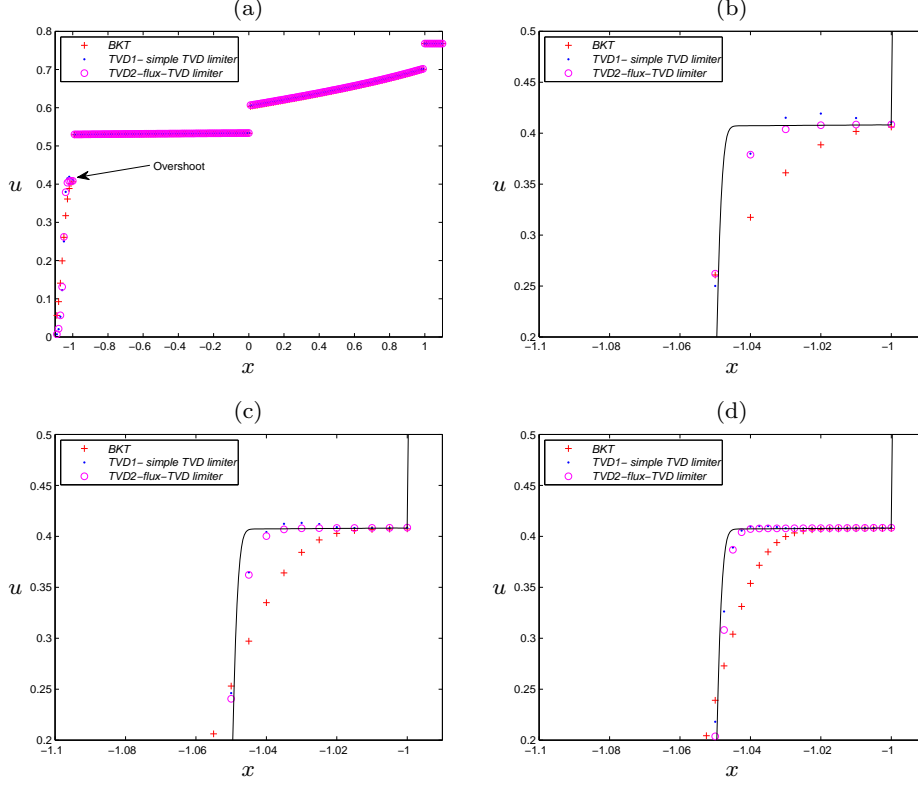 (a)
(b)
0.8
0.7
0.6
0.5
0.4
0.3
0.2
0.1
0
u
BKT
TVD1− simple TVD limiter
TVD2−flux−TVD limiter
Overshoot
−1 −0.8 −0.6 −0.4 −0.2 0 0.2 0.4 0.6 0.8 1
x
0.5
0.45
0.4
0.35
0.3
0.25
0.2
u
BKT
TVD1− simple TVD limiter
TVD2−flux−TVD limiter
−1.1 −1.08 −1.06 −1.04 −1.02 −1
x
(c)
(d)
0.5
0.45
0.4
0.35
0.3
0.25
0.2
u
BKT
TVD1− simple TVD limiter
TVD2−flux−TVD limiter
−1.1 −1.08 −1.06 −1.04 −1.02 −1
x
0.5
0.45
0.4
0.35
0.3
0.25
0.2
u
BKT
TVD1− simple TVD limiter
TVD2−flux−TVD limiter
−1.1 −1.08 −1.06 −1.04 −1.02 −1
x